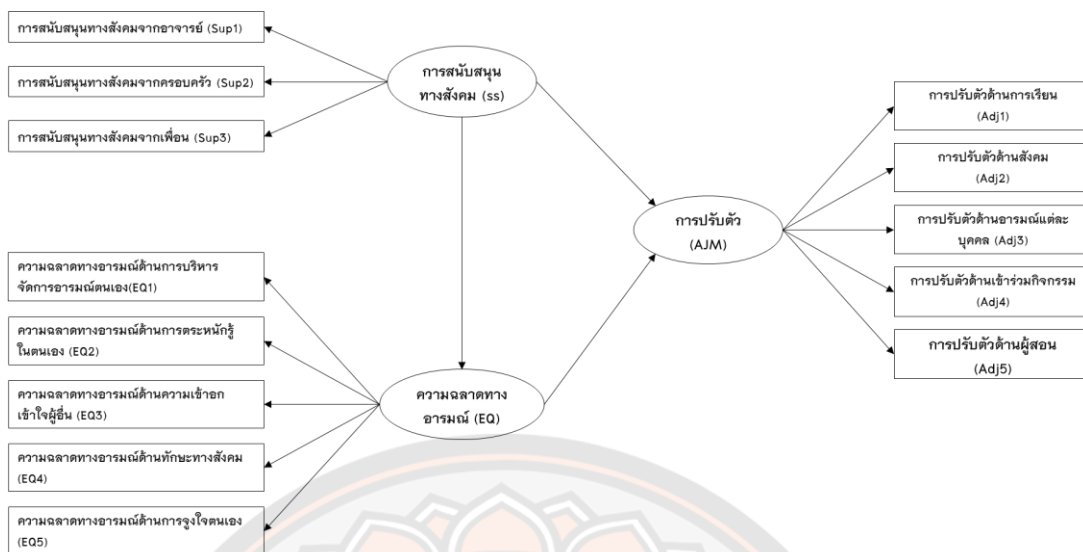 การสนับสนุนทางสังคมจากอาจารย์ (Sup1)
การสนับสนุนทางสังคมจากครอบครัว (Sup2)
การสนับสนุนทางสังคมจากเพื่อน (Sup3)
การสนับสนุน
ทางสังคม (ss)
ความฉลาดทางอารมณ์ด้านการบริหาร
จัดการอารมณ์ตนเอง(EQ1)
ความฉลาดทางอารมณ์ด้านการตระหนักรู้
ในตนเอง (EQ2)
ความฉลาดทางอารมณ์ด้านความเข้าอก
เข้าใจผู้อื่น (EQ3)
ความฉลาดทางอารมณ์ด้านทักษะทางสังคม
(EQ4)
ความฉลาดทางอารมณ์ด้านการจูงใจตนเอง
(EQ5)
ความฉลาดทาง
อารมณ์ (EQ)
การปรับตัว
(AJM)
การปรับตัวด้านการเรียน
(Adj1)
การปรับตัวด้านสังคม
(Adj2)
การปรับตัวด้านอารมณ์แต่ละ
บุคคล (Adj3)
การปรับตัวด้านเข้าร่วมกิจกรรม
(Adj4)
การปรับตัวด้านผู้สอน
(Adj5)